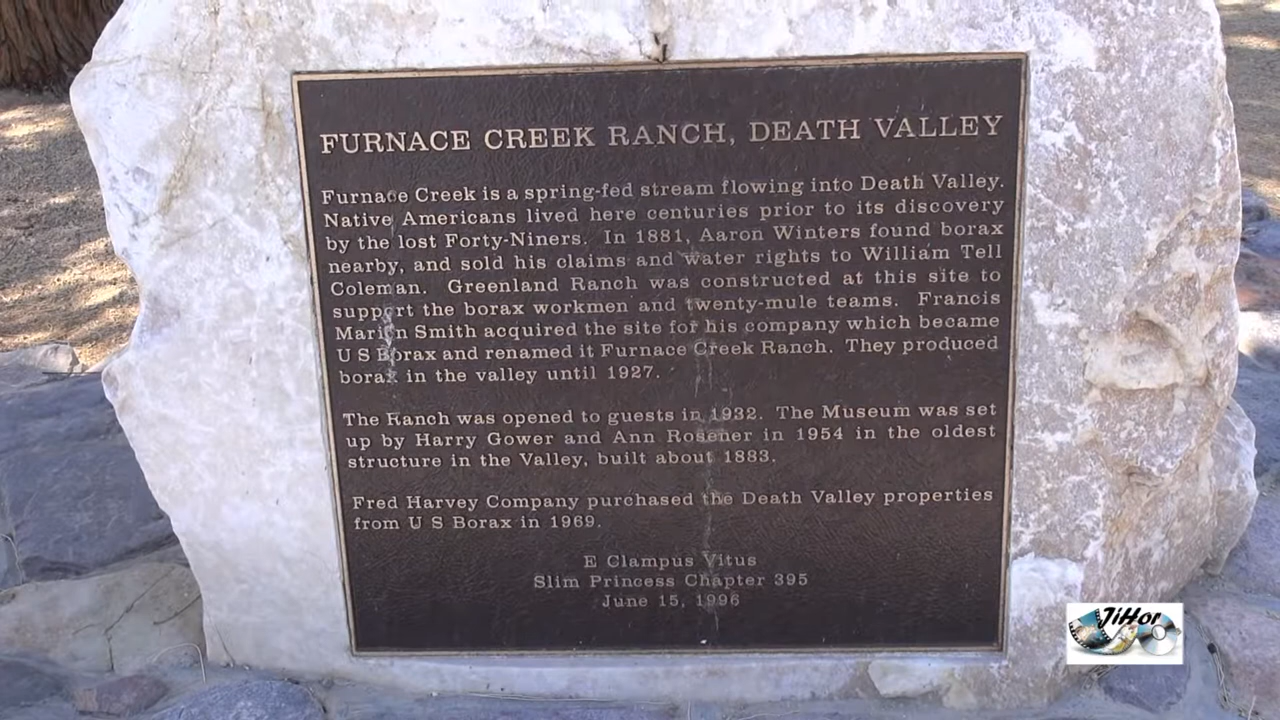 FURNACE CREEK RANCH, DEATH VALLEY
Furnace Creek is a spring-fed stream flowing into Death Valley.
Native Americans lived here centuries prior to its discovery
by the lost Forty-Niners. In 1881, Aaron Winters found borax
nearby, and sold his claims and water rights to William Tell
Coleman. Greenland Ranch was constructed at this site to
support the borax workmen and twenty-mule teams. Francis
Marion Smith acquired the site for his company which became
U S Borax and renamed it Furnace Creek Ranch. They produced
borax in the valley until 1927.
The Ranch was opened to guests in 1932. The Museum was set
up by Harry Gower and Ann Rosener in 1954 in the oldest
structure in the Valley, built about 1883.
Fred Harvey Company purchased the Death Valley properties
from U S Borax in 1969.
E Clampus Vitus
Slim Princess Chapter 395
June 15, 1996
JiHor